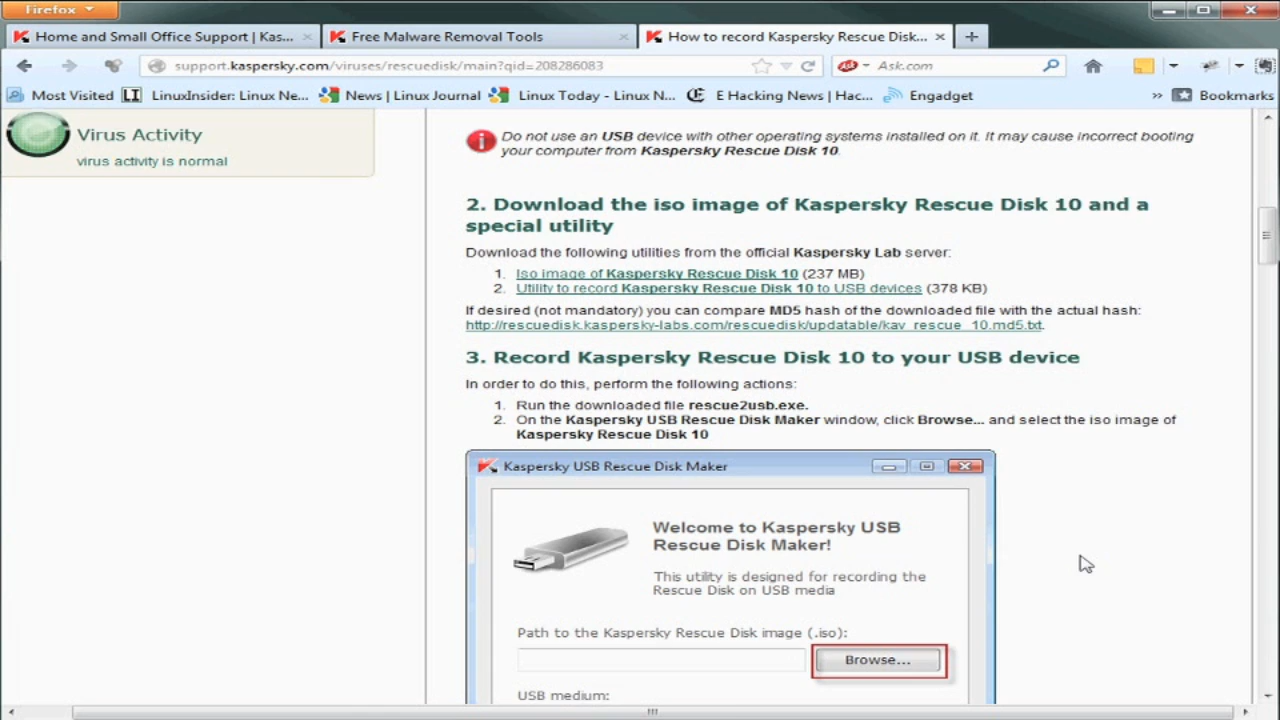 Firefox
Home and Small Office Support | Kas...
Free Malware Removal Tools
How to record Kaspersky Rescue Disk...
support.kaspersky.com/viruses/rescuedisk/main?qid=208286083
Ask Ask.com
Most Visited
LI LinuxInsider: Linux Ne...
News | Linux Journal
Linux Today - Linux N...
E Hacking News | Hac...
Engadget
» Bookmarks
Virus Activity
virus activity is normal
Do not use an USB device with other operating systems installed on it. It may cause incorrect booting
your computer from Kaspersky Rescue Disk 10.
2. Download the iso image of Kaspersky Rescue Disk 10 and a
special utility
Download the following utilities from the official Kaspersky Lab server:
1. Iso image of Kaspersky Rescue Disk 10 (237 MB)
2. Utility to record Kaspersky Rescue Disk 10 to USB devices (378 KB)
If desired (not mandatory) you can compare MD5 hash of the downloaded file with the actual hash:
http://rescuedisk.kaspersky-labs.com/rescuedisk/updatable/kav_rescue_10.md5.txt.
3. Record Kaspersky Rescue Disk 10 to your USB device
In order to do this, perform the following actions:
1. Run the downloaded file rescue2usb.exe.
2. On the Kaspersky USB Rescue Disk Maker window, click Browse... and select the iso image of
Kaspersky Rescue Disk 10
Kaspersky USB Rescue Disk Maker
Welcome to Kaspersky USB
Rescue Disk Maker!
This utility is designed for recording the
Rescue Disk on USB media
Path to the Kaspersky Rescue Disk image (.iso):
Browse...
USB medium: